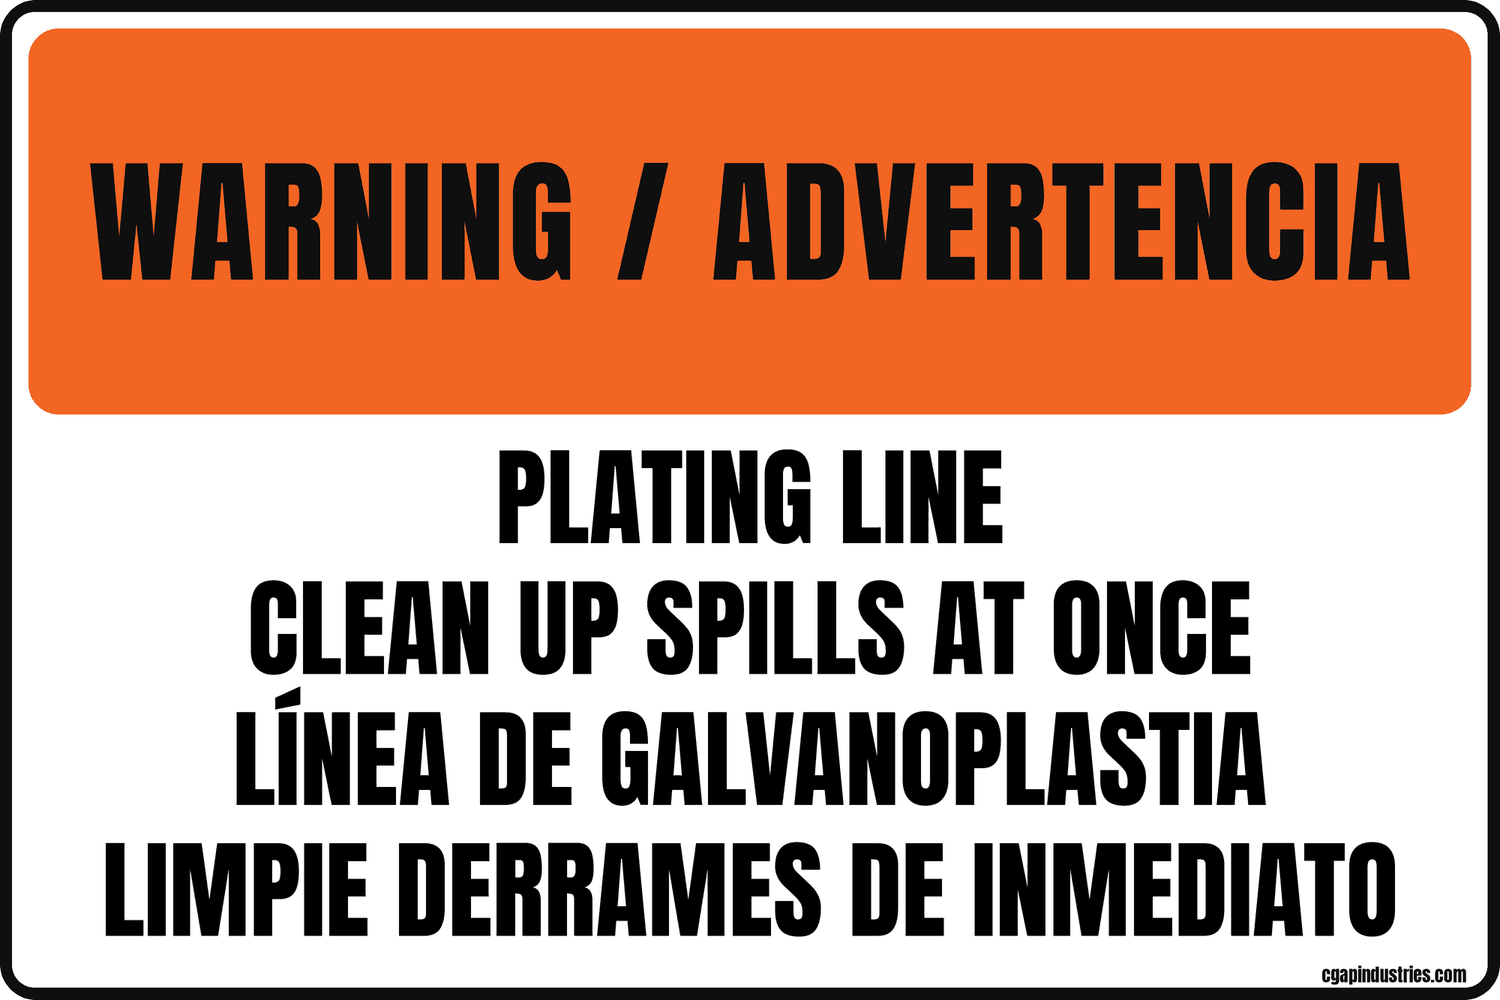 WARNING / ADVERTENCIA
PLATING LINE
CLEAN UP SPILLS AT ONCE
LÍNEA DE GALVANOPLASTIA
LIMPIE DERRAMES DE INMEDIATO
cgapindustries.com